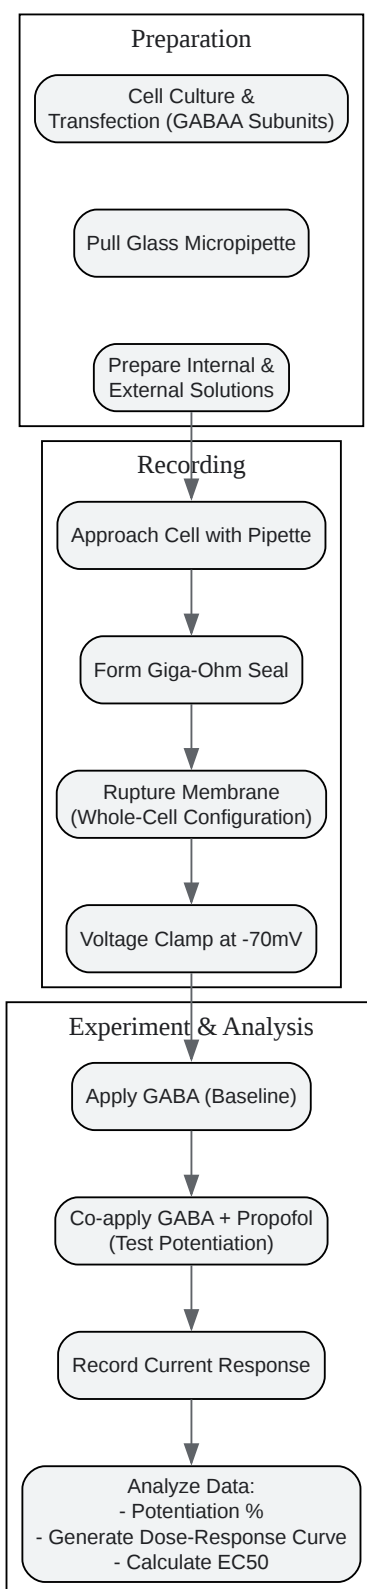 Preparation
Cell Culture &
Transfection (GABAA Subunits)
Pull Glass Micropipette
Prepare Internal &
External Solutions
Recording
Approach Cell with Pipette
Form Giga-Ohm Seal
Rupture Membrane
(Whole-Cell Configuration)
Voltage Clamp at -70mV
Experiment & Analysis
Apply GABA (Baseline)
Co-apply GABA + Propofol
(Test Potentiation)
Record Current Response
Analyze Data:
- Potentiation %
- Generate Dose-Response Curve
- Calculate EC50